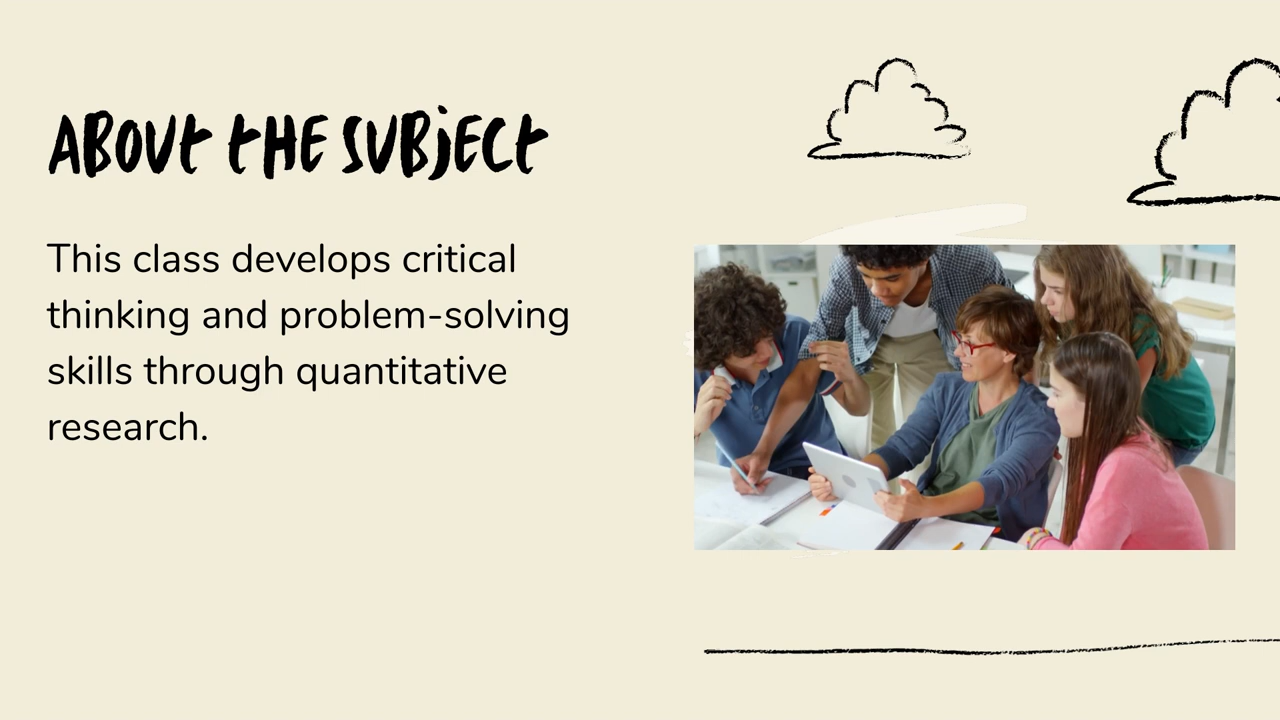 ABOUT THE SUBJECT
This class develops critical
thinking and problem-solving
skills through quantitative
research.